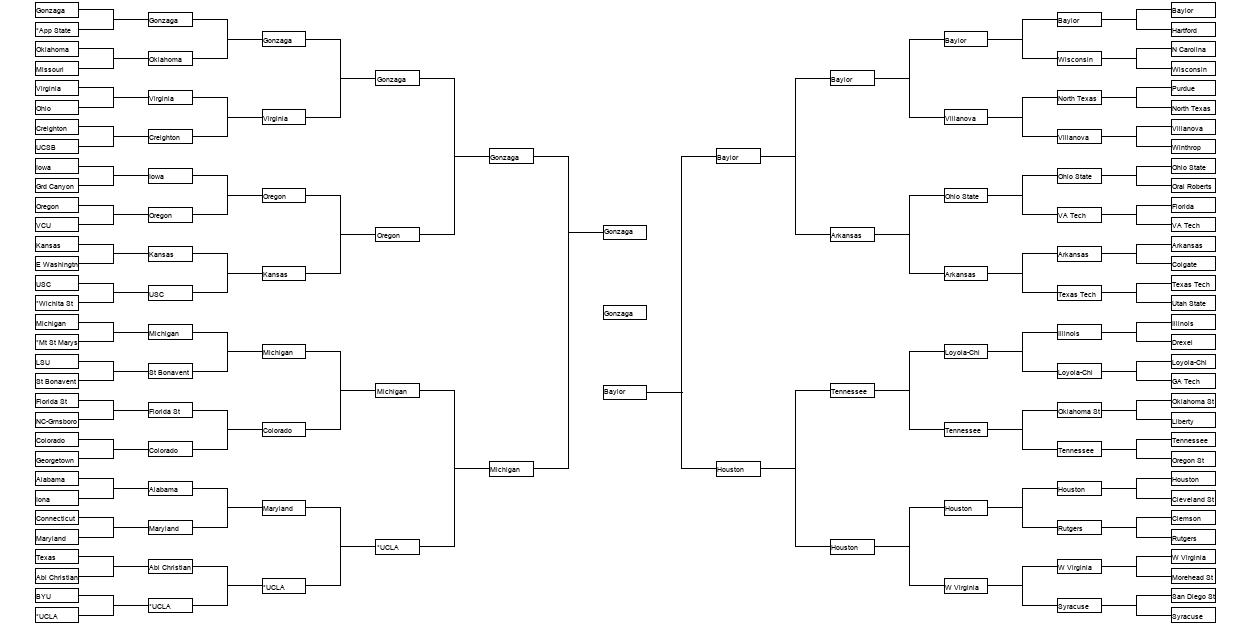 Gonzaga
*App State
Oklahoma
Missouri
Virginia
Ohio
Creighton
UCSB
Iowa
Grd Canyon
Oregon
VCU
Kansas
E Washingtn
USC
*Wichita St
Michigan
*Mt St Marys
LSU
St Bonavent
Florida St
NC-Grnsboro
Colorado
Georgetown
Alabama
Iona
Connecticut
Maryland
Texas
Abl Christian
BYU
*UCLA
Gonzaga
Oklahoma
Virginia
Creighton
Iowa
Oregon
Kansas
USC
Michigan
St Bonavent
Florida St
Colorado
Alabama
Maryland
Abl Christian
*UCLA
Gonzaga
Virginia
Oregon
Kansas
Michigan
Colorado
Maryland
*UCLA
Gonzaga
Oregon
Michigan
*UCLA
Gonzaga
Michigan
Gonzaga
Gonzaga
Baylor
Baylor
Houston
Baylor
Arkansas
Tennessee
Houston
Baylor
Villanova
Ohio State
Arkansas
Loyola-Chi
Tennessee
Houston
W Virginia
Baylor
Wisconsin
North Texas
Villanova
Ohio State
VA Tech
Arkansas
Texas Tech
Illinois
Loyola-Chi
Oklahoma St
Tennessee
Houston
Rutgers
W Virginia
Syracuse
Baylor
Hartford
N Carolina
Wisconsin
Purdue
North Texas
Villanova
Winthrop
Ohio State
Oral Roberts
Florida
VA Tech
Arkansas
Colgate
Texas Tech
Utah State
Illinois
Drexel
Loyola-Chi
GA Tech
Oklahoma St
Liberty
Tennessee
Oregon St
Houston
Cleveland St
Clemson
Rutgers
W Virginia
Morehead St
San Diego St
Syracuse